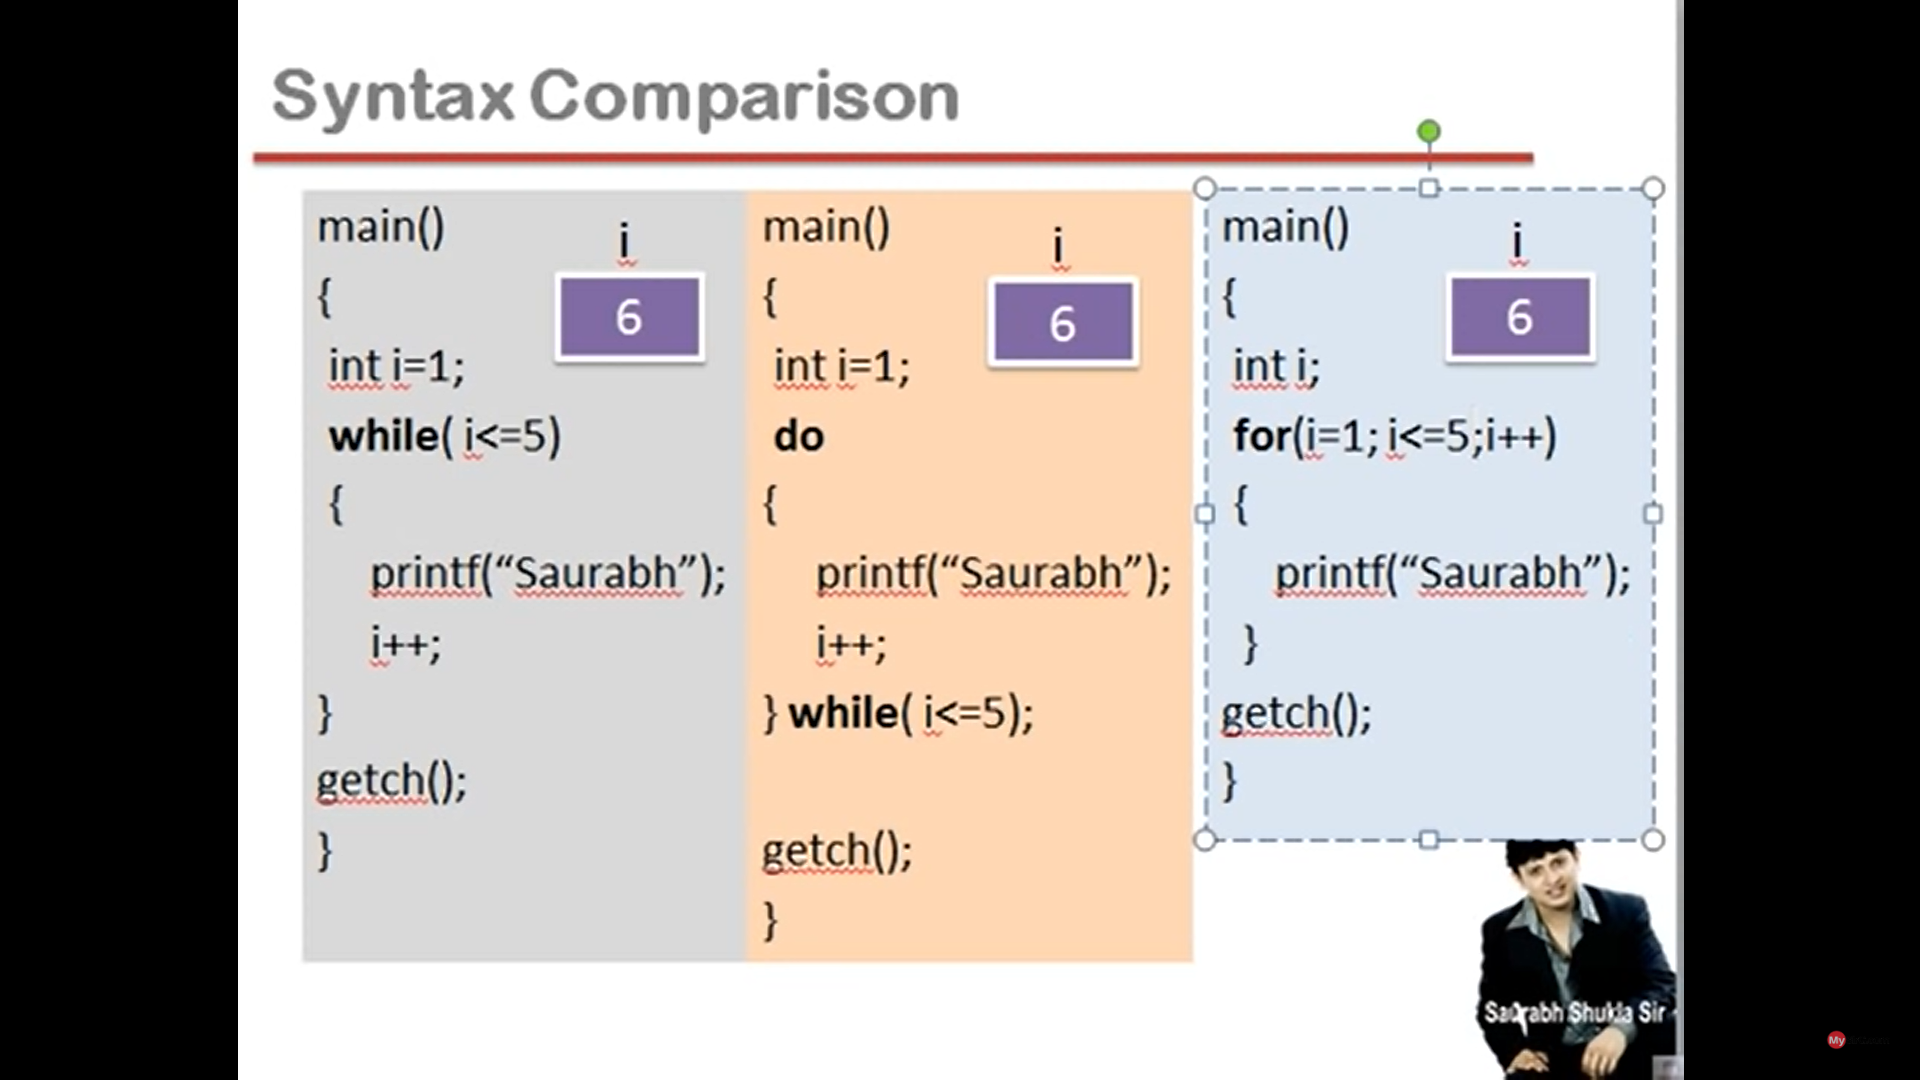 Syntax Comparison
main()
i
{
6
int i=1;
while( i<=5)
{
printf(“Saurabh”);
i++;
}
getch();
}
main()
i
{
6
int i=1;
do
{
printf(“Saurabh”);
i++;
} while( i<=5);
getch();
}
main()
i
{
6
int i;
for(i=1; i<=5;i++)
{
printf(“Saurabh”);
}
getch();
}
Saurabh Shukla Sir
My